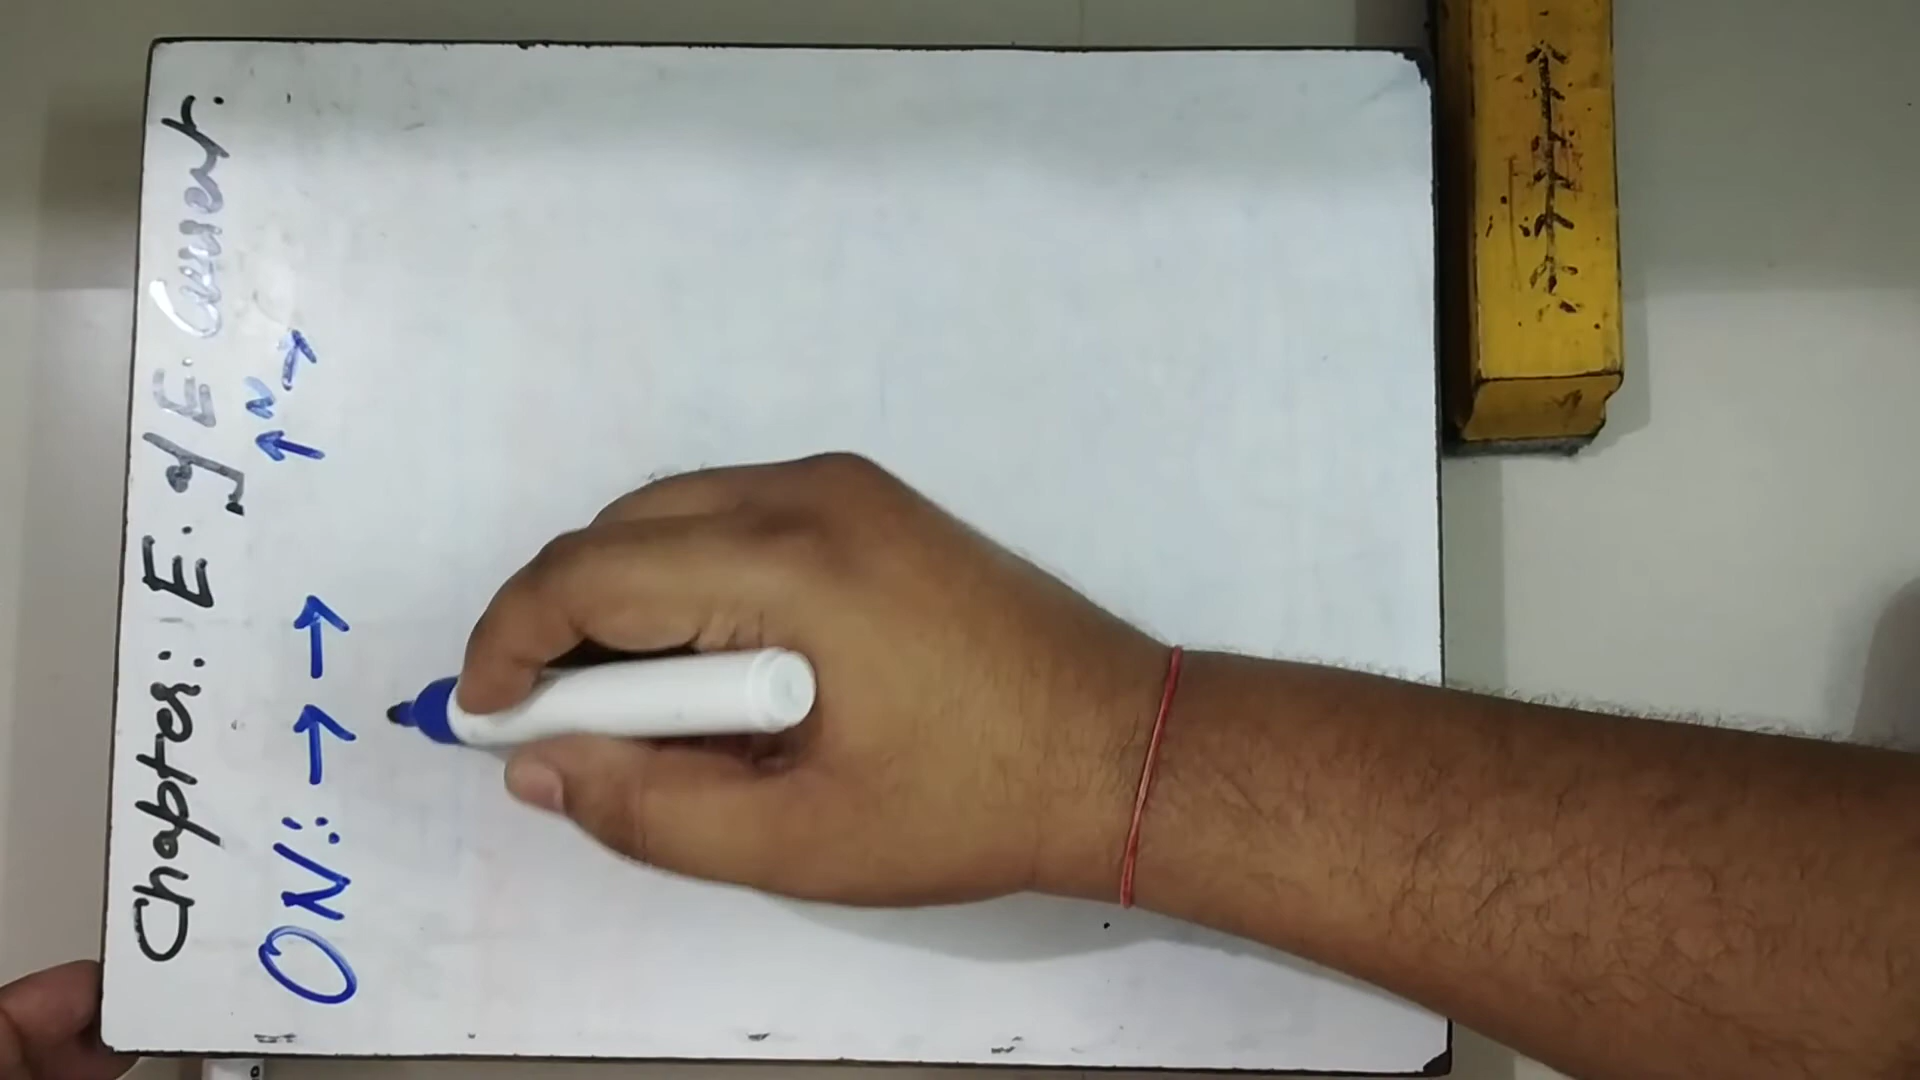 Chapter: E. of E. Current.
ON: → → ↑ N →